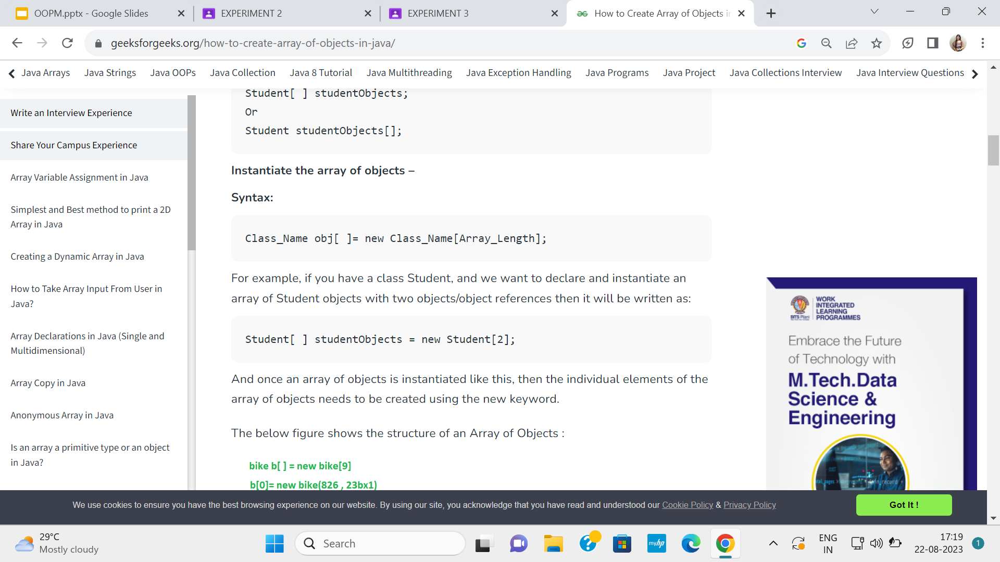 OOPM.pptx - Google Slides
EXPERIMENT 2
EXPERIMENT 3
How to Create Array of Objects in
geeksforgeeks.org/how-to-create-array-of-objects-in-java/
Java Arrays Java Strings Java OOPs Java Collection Java 8 Tutorial Java Multithreading Java Exception Handling Java Programs Java Project Java Collections Interview Java Interview Questions
Write an Interview Experience
Share Your Campus Experience
Array Variable Assignment in Java
Simplest and Best method to print a 2D
Array in Java
Creating a Dynamic Array in Java
How to Take Array Input From User in
Java?
Array Declarations in Java (Single and
Multidimensional)
Array Copy in Java
Anonymous Array in Java
Is an array a primitive type or an object
in Java?
Student[ ] studentObjects;
Or
Student studentObjects[];
Instantiate the array of objects –
Syntax:
Class_Name obj[ ]= new Class_Name[Array_Length];
For example, if you have a class Student, and we want to declare and instantiate an
array of Student objects with two objects/object references then it will be written as:
Student[ ] studentObjects = new Student[2];
And once an array of objects is instantiated like this, then the individual elements of the
array of objects needs to be created using the new keyword.
The below figure shows the structure of an Array of Objects :
bike b[ ] = new bike[9]
b[0]= new bike(826 , 23bx1)
BITS Pilani
WORK
INTEGRATED
LEARNING
PROGRAMMES
Embrace the Future
of Technology with
M.Tech.Data
Science &
Engineering
We use cookies to ensure you have the best browsing experience on our website. By using our site, you acknowledge that you have read and understood our Cookie Policy & Privacy Policy
Got It !
29°C
Mostly cloudy
Search
myhp
ENG
IN
17:19
22-08-2023
1